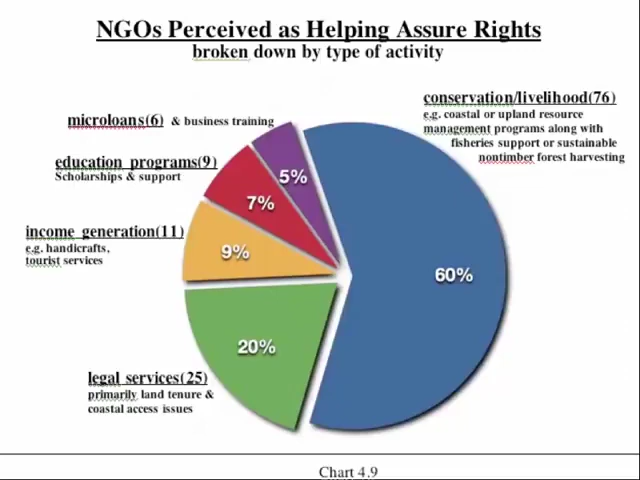 NGOs Perceived as Helping Assure Rights
broken down by type of activity
conservation/livelihood(76)
e.g. coastal or upland resource
management programs along with
fisheries support or sustainable
nontimber forest harvesting
microloans(6) & business training
education programs(9)
Scholarships & support
income generation(11)
e.g. handicrafts,
tourist services
legal services(25)
primarily land tenure &
coastal access issues
5%
7%
9%
60%
20%
Chart 4.9